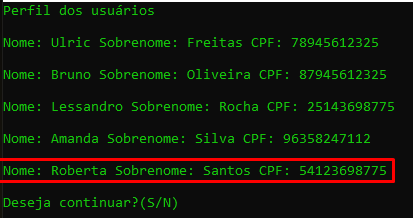 Perfil dos usuários
Nome: Ulric Sobrenome: Freitas CPF: 78945612325
Nome: Bruno Sobrenome: Oliveira CPF: 87945612325
Nome: Lessandro Sobrenome: Rocha CPF: 25143698775
Nome: Amanda Sobrenome: Silva CPF: 96358247112
Nome: Roberta Sobrenome: Santos CPF: 54123698775
Deseja continuar?(S/N)